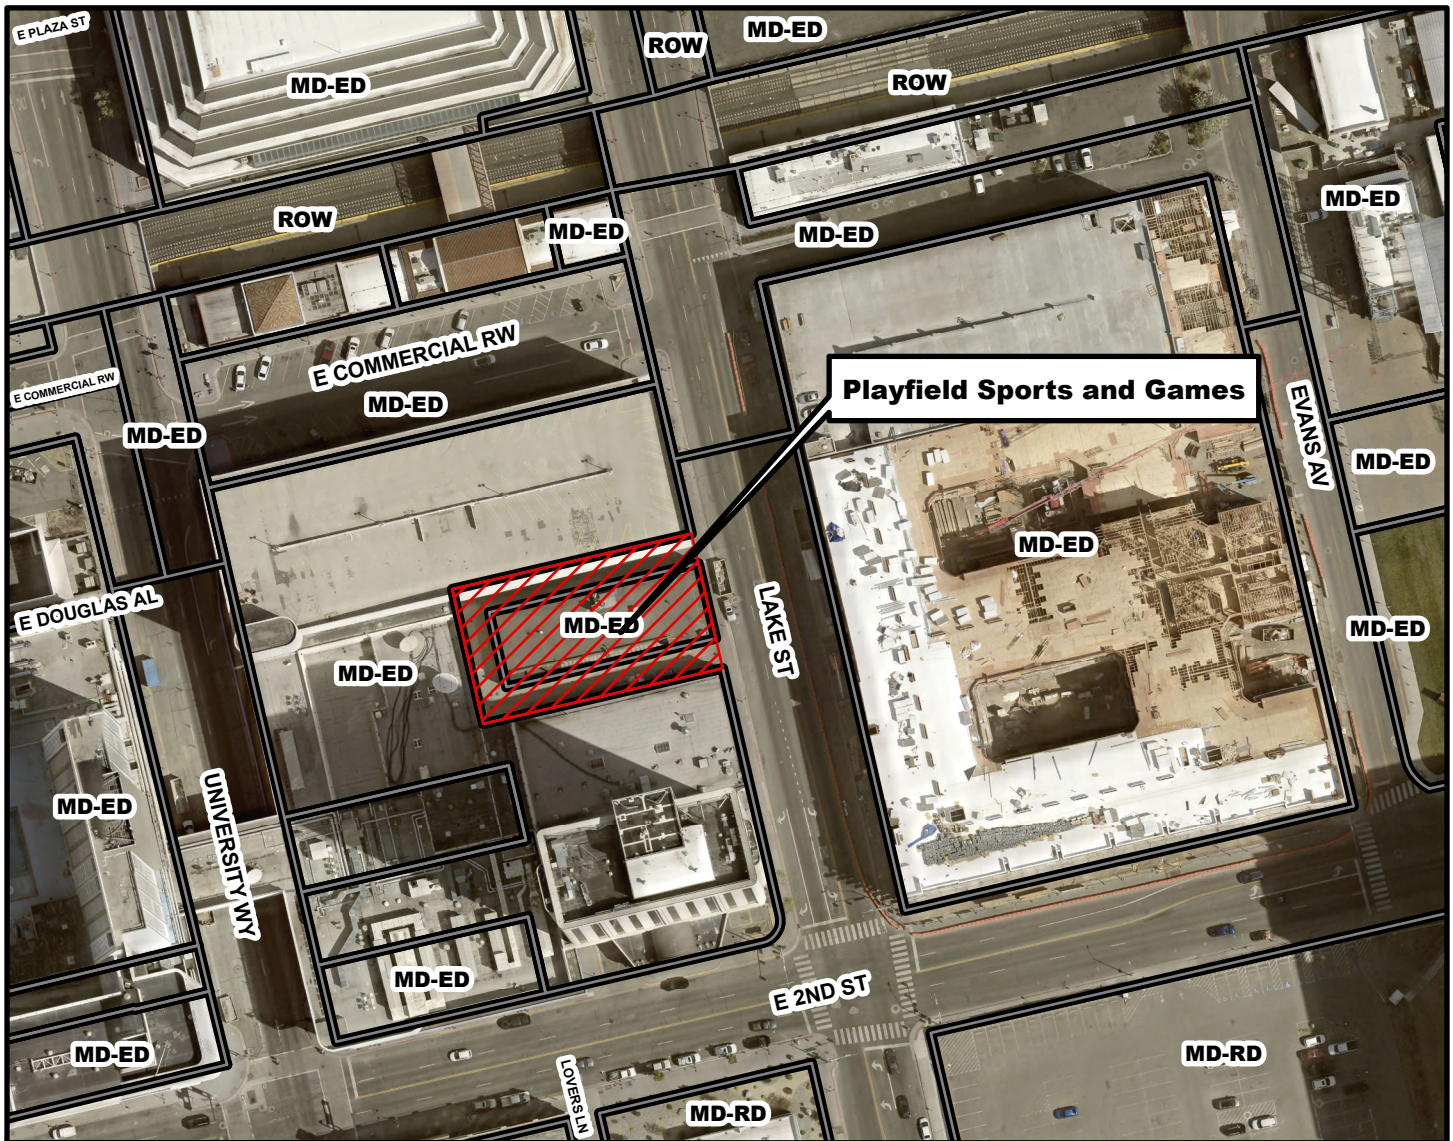 E PLAZA ST
MD-ED
ROW
MD-ED
ROW
ROW
MD-ED
MD-ED
MD-ED
E COMMERCIAL RW
E COMMERCIAL RW
MD-ED
MD-ED
Playfield Sports and Games
EVANS AV
MD-ED
MD-ED
E DOUGLAS AL
MD-ED
LAKE ST
MD-ED
MD-ED
MD-ED
UNIVERSITY WY
MD-ED
E 2ND ST
MD-ED
LOVERS LN
MD-RD
MD-RD